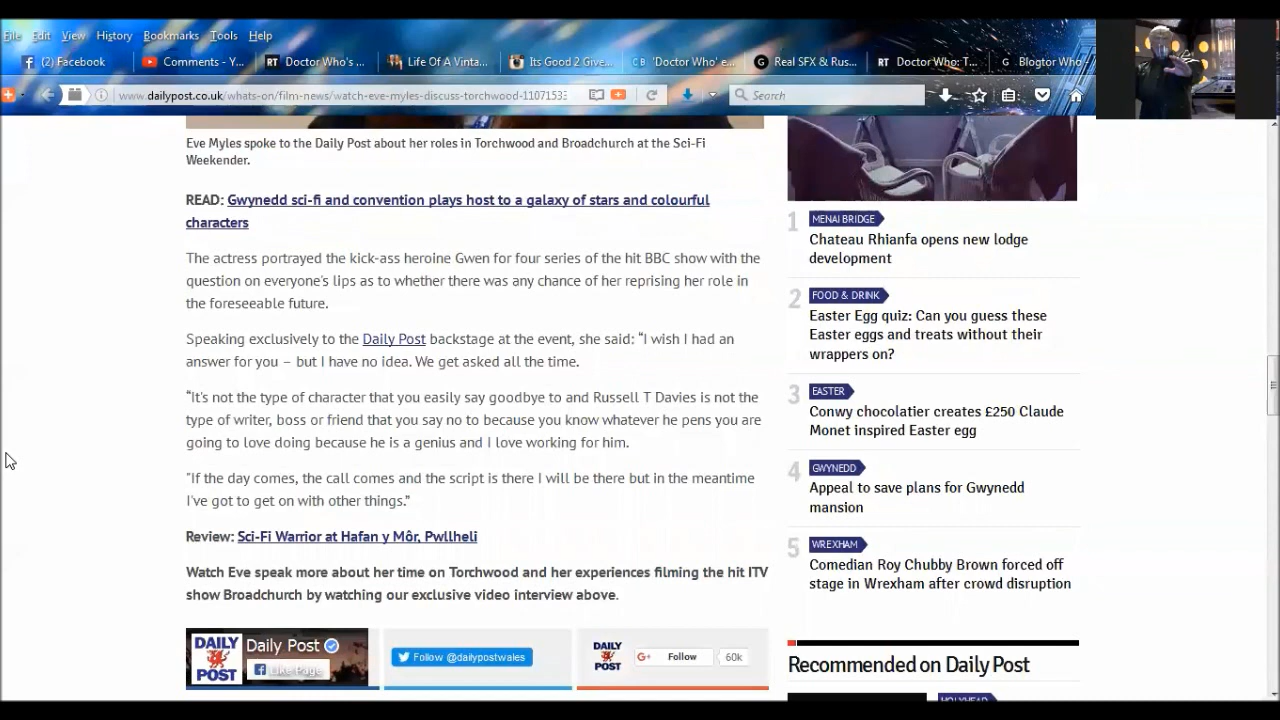 File Edit View History Bookmarks Tools Help
(2) Facebook
Comments - Y...
RT Doctor Who's ...
Life Of A Vinta...
Its Good 2 Give...
CB 'Doctor Who' e...
G Real SFX & Rus...
RT Doctor Who: T...
G Blogtor Who -
www.dailypost.co.uk/whats-on/film-news/watch-eve-myles-discuss-torchwood-11071533
Search
Eve Myles spoke to the Daily Post about her roles in Torchwood and Broadchurch at the Sci-Fi
Weekender.
READ: Gwynedd sci-fi and convention plays host to a galaxy of stars and colourful
characters
The actress portrayed the kick-ass heroine Gwen for four series of the hit BBC show with the
question on everyone's lips as to whether there was any chance of her reprising her role in
the foreseeable future.
Speaking exclusively to the Daily Post backstage at the event, she said: “I wish I had an
answer for you – but I have no idea. We get asked all the time.
“It's not the type of character that you easily say goodbye to and Russell T Davies is not the
type of writer, boss or friend that you say no to because you know whatever he pens you are
going to love doing because he is a genius and I love working for him.
"If the day comes, the call comes and the script is there I will be there but in the meantime
I've got to get on with other things.”
Review: Sci-Fi Warrior at Hafan y Môr, Pwllheli
Watch Eve speak more about her time on Torchwood and her experiences filming the hit ITV
show Broadchurch by watching our exclusive video interview above.
DAILY POST
Daily Post
Like Page
Follow @dailypostwales
DAILY POST
G+ Follow 60k
1 MENAI BRIDGE
Chateau Rhianfa opens new lodge
development
2 FOOD & DRINK
Easter Egg quiz: Can you guess these
Easter eggs and treats without their
wrappers on?
3 EASTER
Conwy chocolatier creates £250 Claude
Monet inspired Easter egg
4 GWYNEDD
Appeal to save plans for Gwynedd
mansion
5 WREXHAM
Comedian Roy Chubby Brown forced off
stage in Wrexham after crowd disruption
Recommended on Daily Post
HOLYHEAD